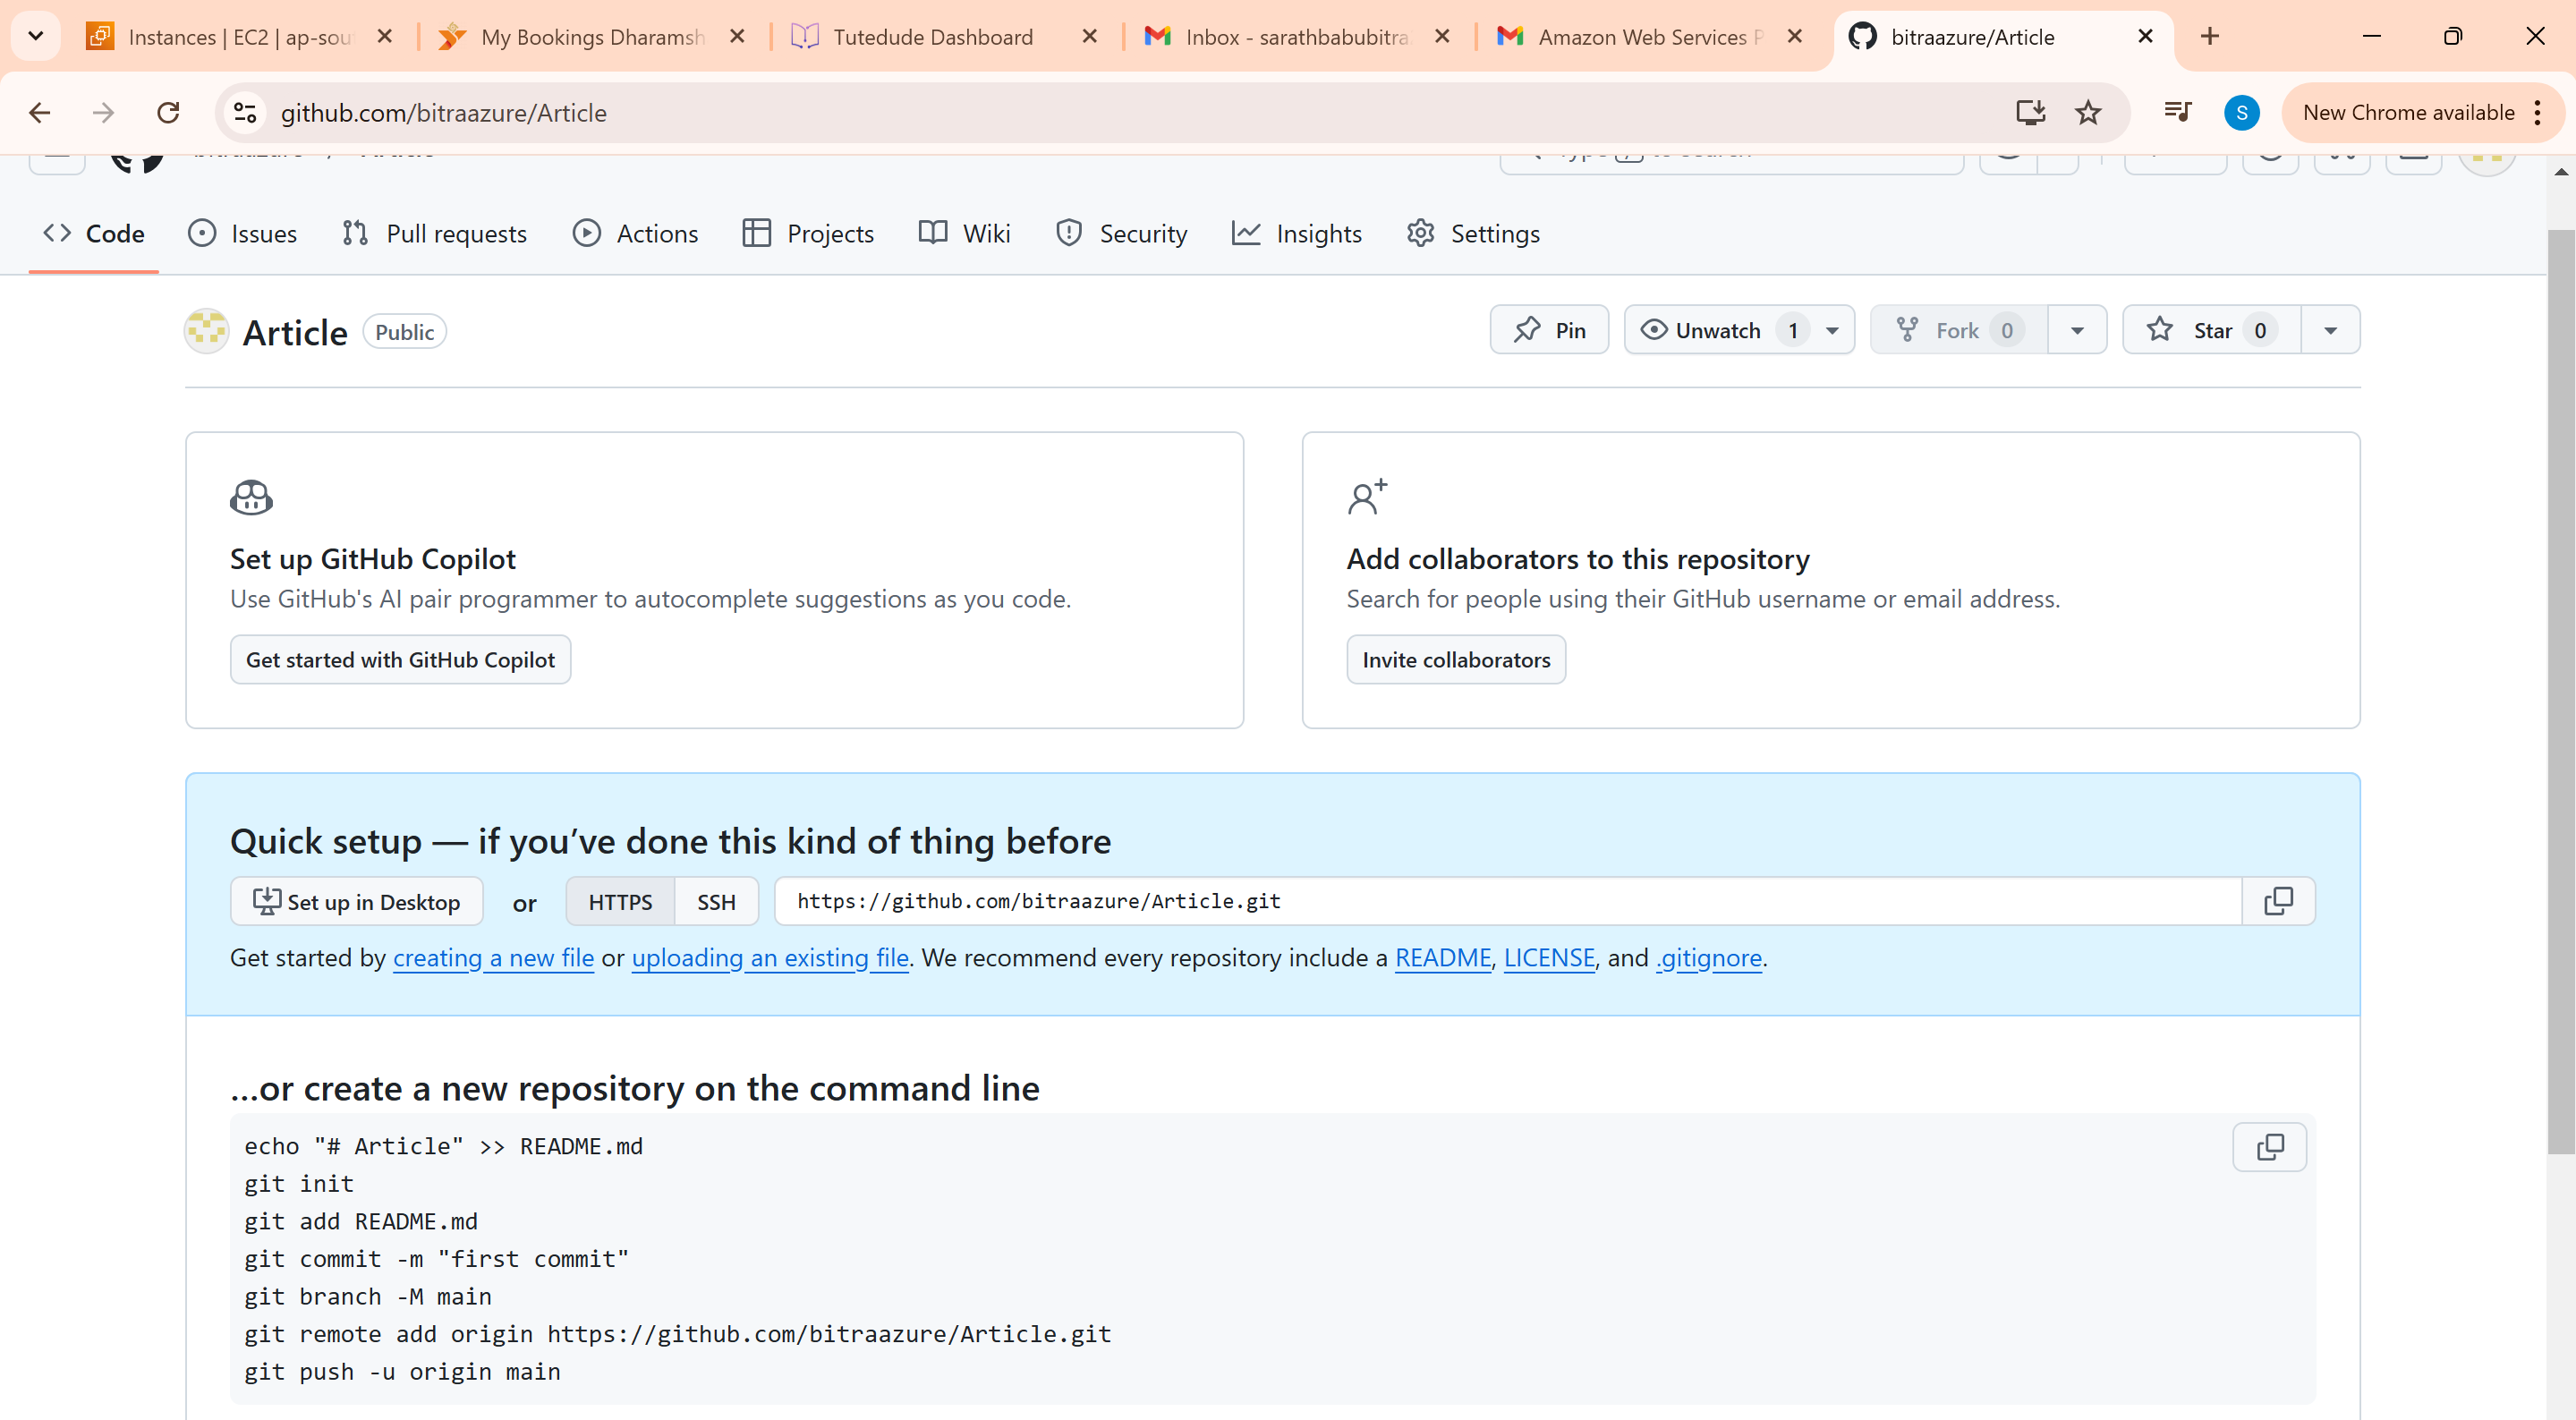 Instances | EC2 | ap-sou
My Bookings Dharamsh
Tutedude Dashboard
Inbox - sarathbabubitra
Amazon Web Services P
bitraazure/Article
github.com/bitraazure/Article
S
New Chrome available
Code
Issues
Pull requests
Actions
Projects
Wiki
Security
Insights
Settings
Article
Public
Pin
Unwatch 1
Fork 0
Star 0
Set up GitHub Copilot
Use GitHub's AI pair programmer to autocomplete suggestions as you code.
Get started with GitHub Copilot
Add collaborators to this repository
Search for people using their GitHub username or email address.
Invite collaborators
Quick setup — if you’ve done this kind of thing before
Set up in Desktop or HTTPS SSH https://github.com/bitraazure/Article.git
Get started by creating a new file or uploading an existing file. We recommend every repository include a README, LICENSE, and .gitignore.
…or create a new repository on the command line
echo "# Article" >> README.md
git init
git add README.md
git commit -m "first commit"
git branch -M main
git remote add origin https://github.com/bitraazure/Article.git
git push -u origin main